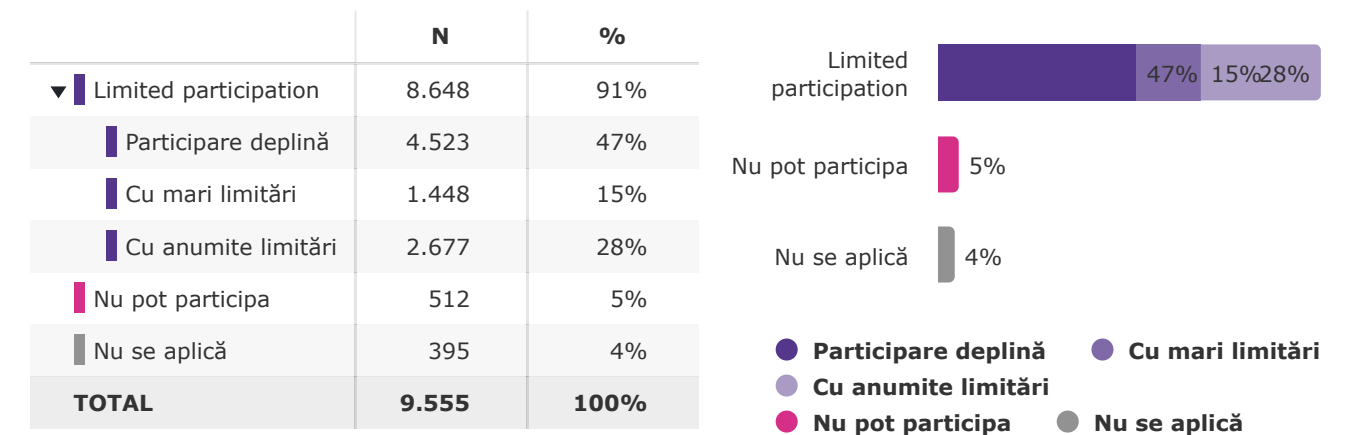 N %
Limited participation 8.648 91%
Participare deplină 4.523 47%
Cu mari limitări 1.448 15%
Cu anumite limitări 2.677 28%
Nu pot participa 512 5%
Nu se aplică 395 4%
TOTAL 9.555 100%
Limited
participation
47% 15% 28%
Nu pot participa 5%
Nu se aplică 4%
Participare deplină Cu mari limitări
Cu anumite limitări
Nu pot participa Nu se aplică